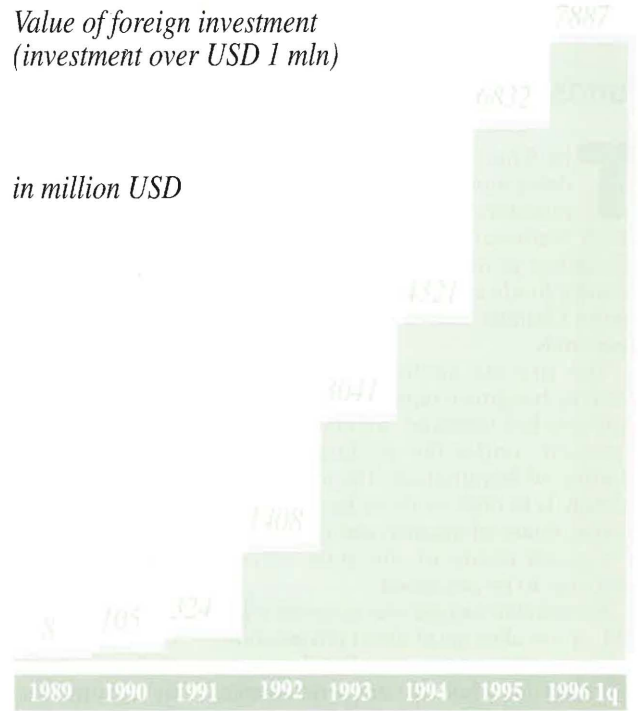 Value of foreign investment
(investment over USD 1 mln)
in million USD
7887
6832
4321
3041
1408
324
105
8
1989 1990 1991 1992 1993 1994 1995 1996 1q